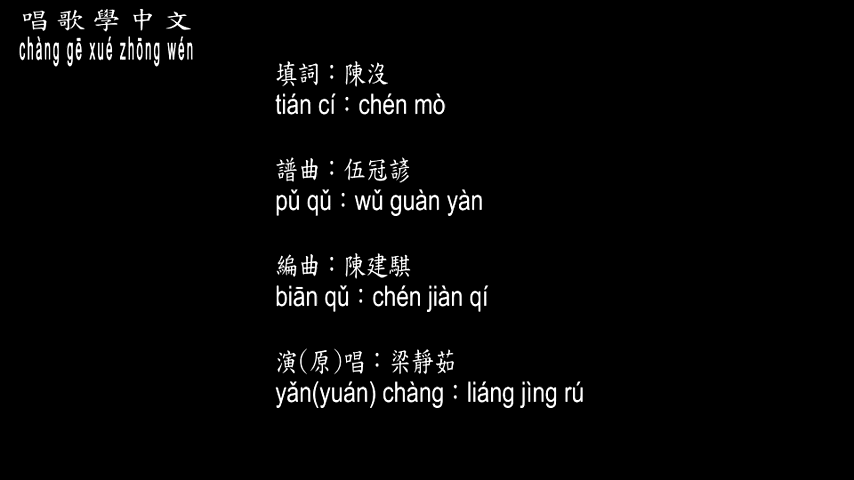 唱歌學中文
chàng gē xué zhōng wén
填詞：陳沒
tián cí：chén mò
譜曲：伍冠諺
pǔ qǔ：wǔ guàn yàn
編曲：陳建騏
biān qǔ：chén jiàn qí
演(原)唱：梁靜茹
yǎn(yuán) chàng：liáng jìng rú